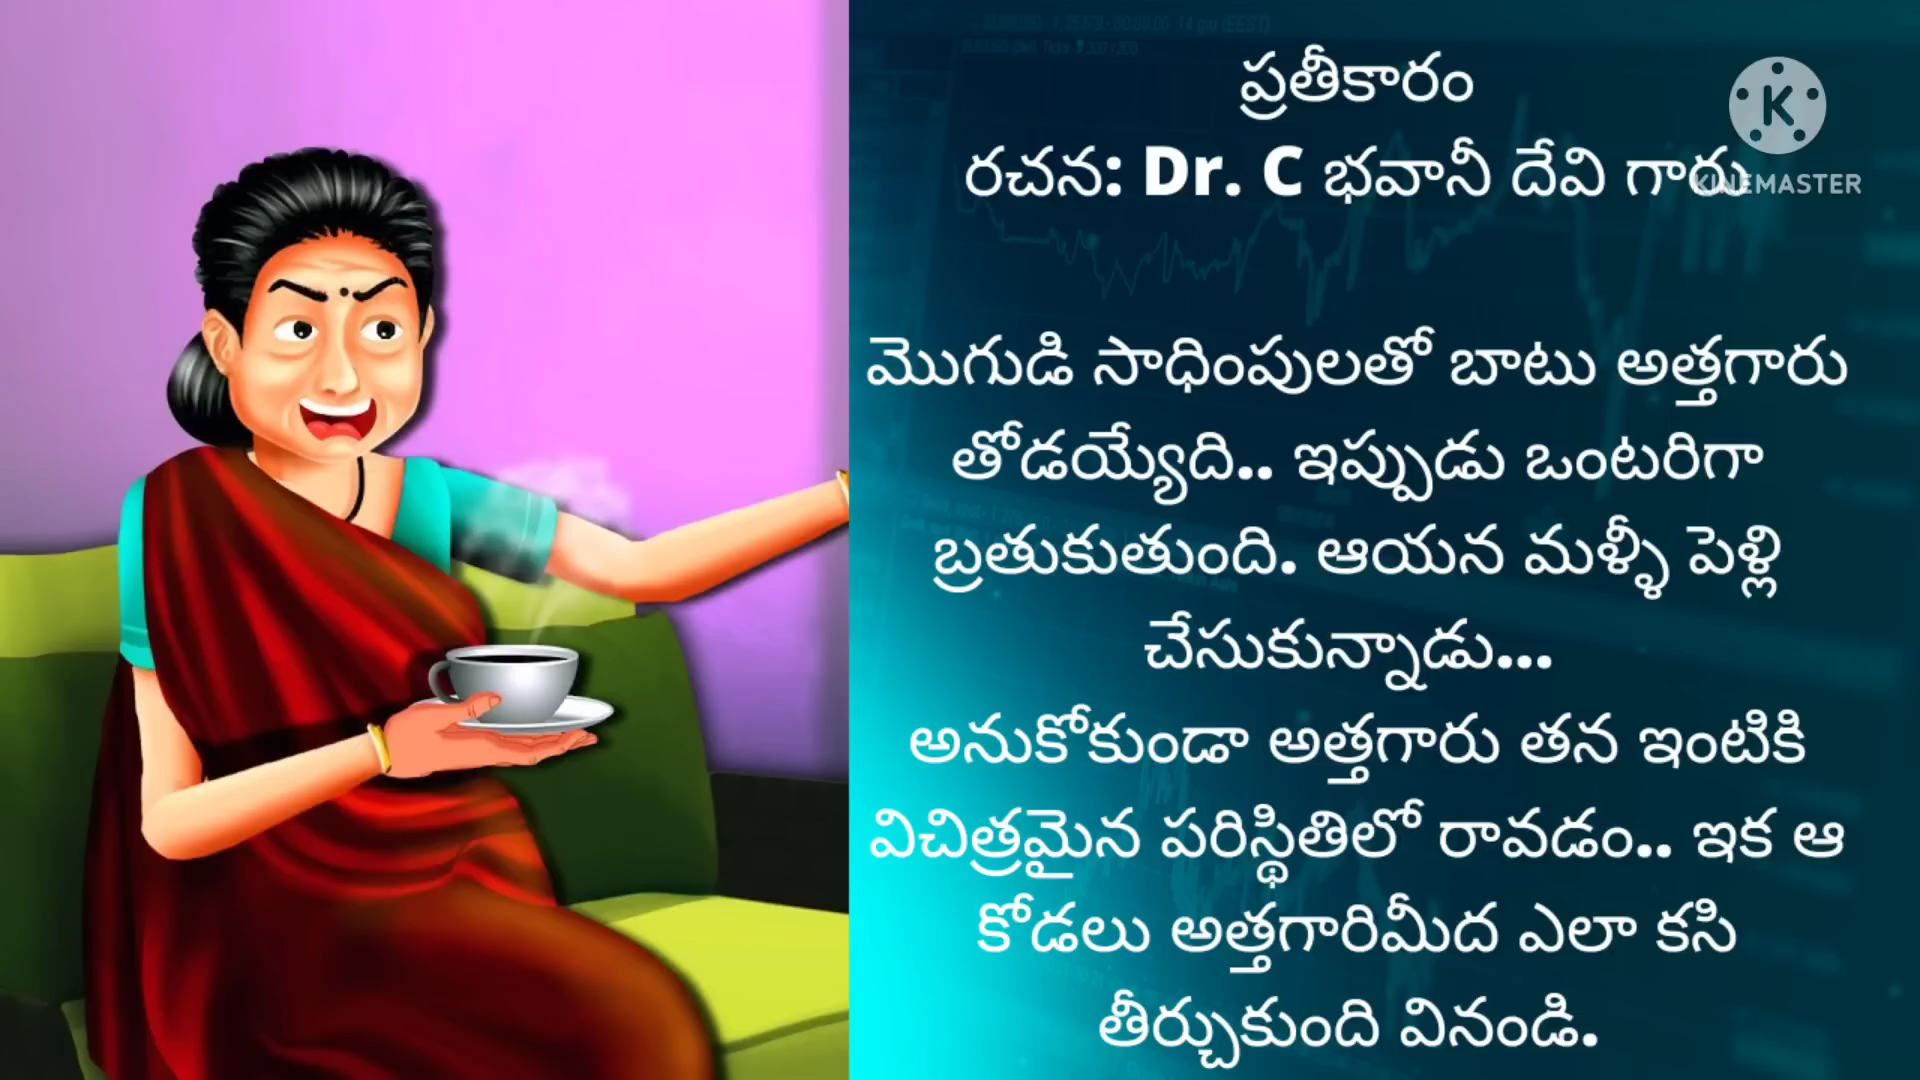 ప్రతీకారం
రచన: Dr. C భవానీ దేవి గారు
KINEMASTER
మొగుడి సాధింపులతో బాటు అత్తగారు
తోడయ్యేది.. ఇప్పుడు ఒంటరిగా
బ్రతుకుతుంది. ఆయన మళ్ళీ పెళ్లి
చేసుకున్నాడు...
అనుకోకుండా అత్తగారు తన ఇంటికి
విచిత్రమైన పరిస్థితిలో రావడం.. ఇక ఆ
కోడలు అత్తగారిమీద ఎలా కసి
తీర్చుకుంది వినండి.